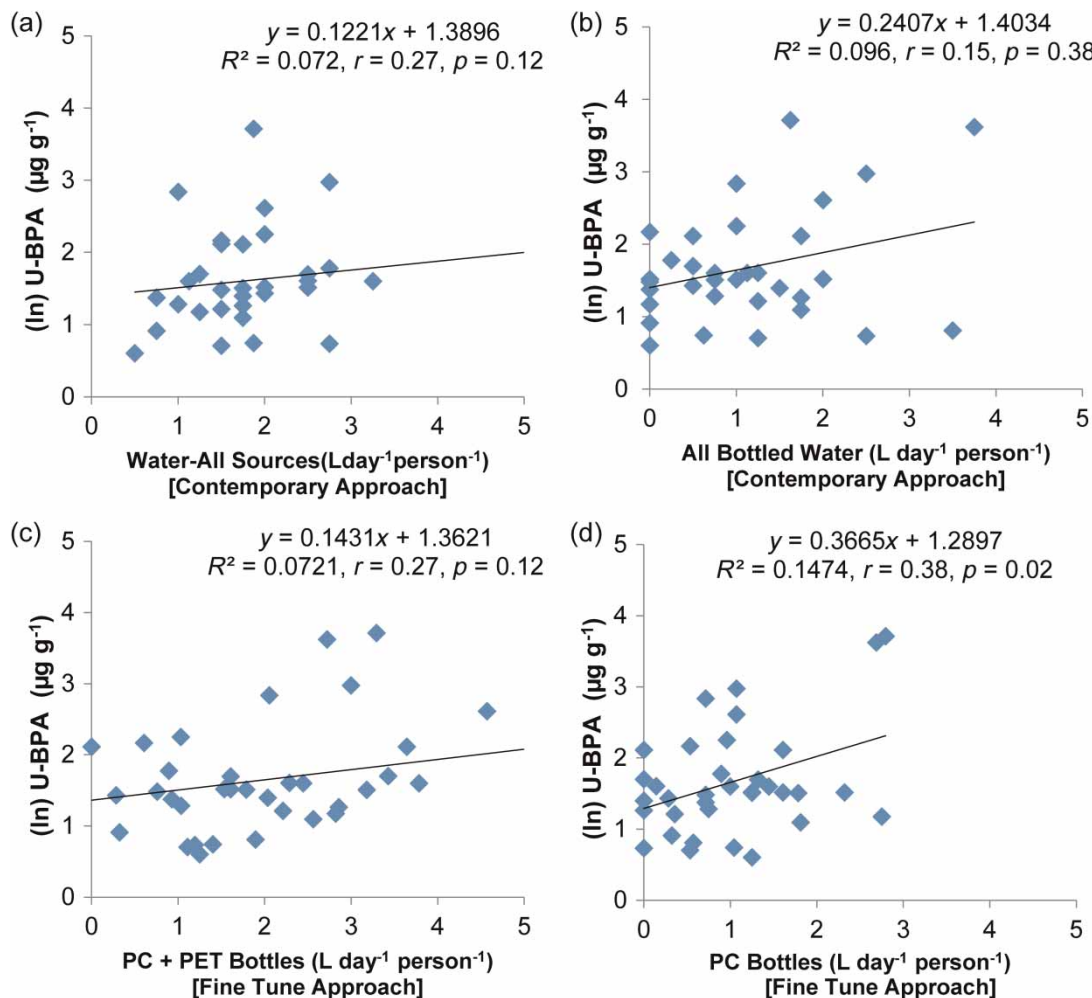 (a)
y = 0.1221x + 1.3896
R² = 0.072, r = 0.27, p = 0.12
5
4
3
2
1
0
(ln) U-BPA (µg g⁻¹)
0 1 2 3 4 5
Water-All Sources(Lday⁻¹person⁻¹)
[Contemporary Approach]
(b)
y = 0.2407x + 1.4034
R² = 0.096, r = 0.15, p = 0.38
5
4
3
2
1
0
(ln) U-BPA (µg g⁻¹)
0 1 2 3 4 5
All Bottled Water (L day⁻¹ person⁻¹)
[Contemporary Approach]
(c)
y = 0.1431x + 1.3621
R² = 0.0721, r = 0.27, p = 0.12
5
4
3
2
1
0
(ln) U-BPA (µg g⁻¹)
0 1 2 3 4 5
PC + PET Bottles (L day⁻¹ person⁻¹)
[Fine Tune Approach]
(d)
y = 0.3665x + 1.2897
R² = 0.1474, r = 0.38, p = 0.02
5
4
3
2
1
0
(ln) U-BPA (µg g⁻¹)
0 1 2 3 4 5
PC Bottles (L day⁻¹ person⁻¹)
[Fine Tune Approach]